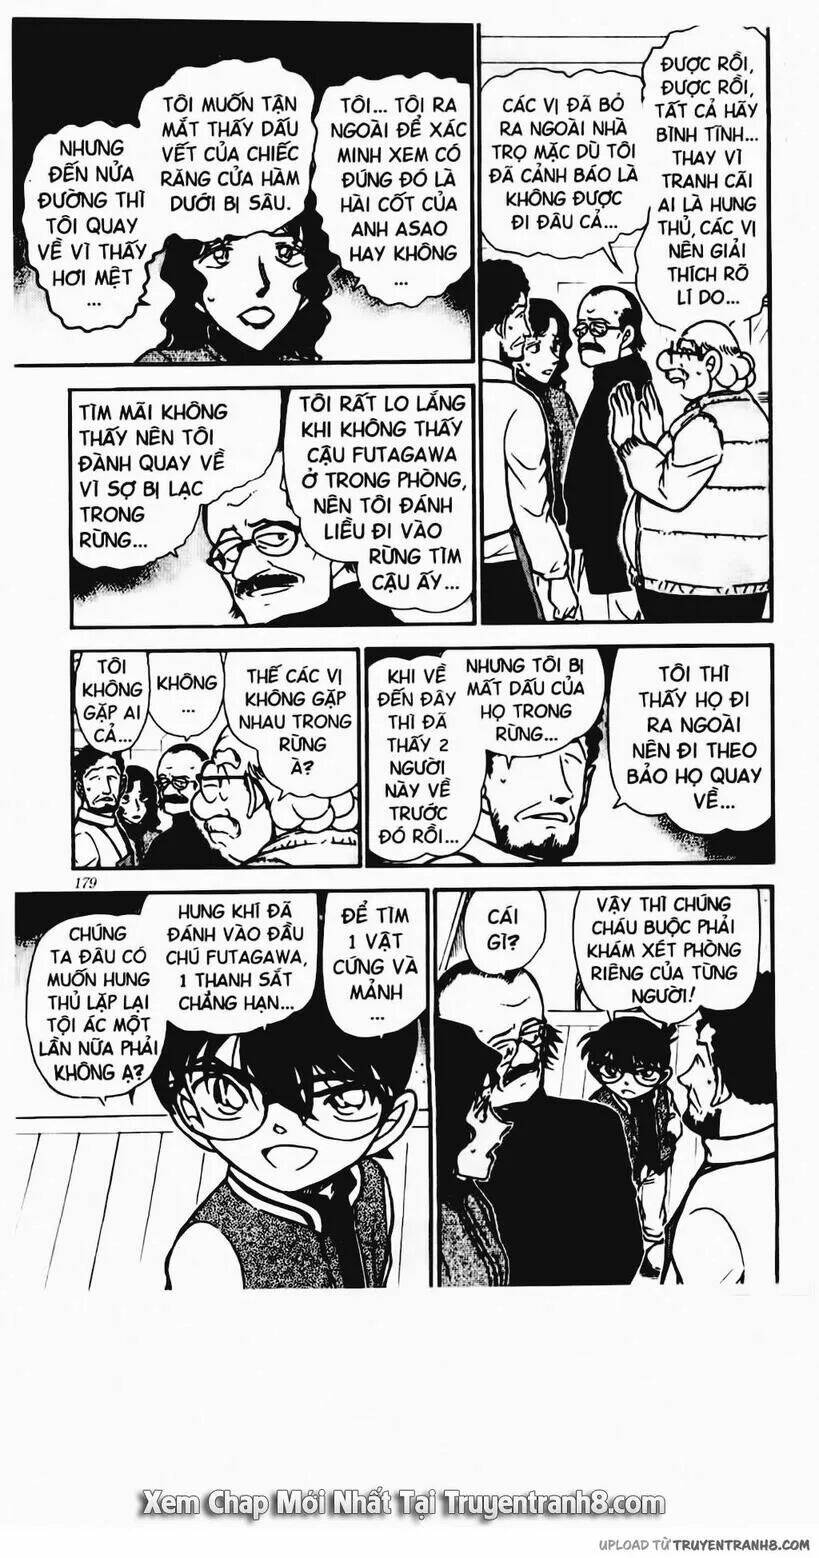 ĐƯỢC RỒI,
ĐƯỢC RỒI,
TẤT CẢ HÃY
BÌNH TĨNH...
THAY VÌ
TRANH CÃI
AI LÀ HUNG
THỦ, CÁC VỊ
NÊN GIẢI
THÍCH RÕ
LÍ DO...
CÁC VỊ ĐÃ BỎ
RA NGOÀI NHÀ
TRỌ MẶC DÙ TÔI
ĐÃ CẢNH BÁO LÀ
KHÔNG ĐƯỢC
ĐI ĐÂU CẢ...
TÔI... TÔI RA
NGOÀI ĐỂ XÁC
MINH XEM CÓ
ĐÚNG ĐÓ LÀ
HÀI CỐT CỦA
ANH ASAO
HAY KHÔNG
...
TÔI MUỐN TẬN
MẮT THẤY DẤU
VẾT CỦA CHIẾC
RĂNG CỬA HÀM
DƯỚI BỊ SÂU.
NHƯNG
ĐẾN NỬA
ĐƯỜNG THÌ
TÔI QUAY
VỀ VÌ THẤY
HƠI MỆT
...
TÔI RẤT LO LẮNG
KHI KHÔNG THẤY
CẬU FUTAGAWA
Ở TRONG PHÒNG,
NÊN TÔI ĐÁNH
LIỀU ĐI VÀO
RỪNG TÌM
CẬU ẤY...
TÌM MÃI KHÔNG
THẤY NÊN TÔI
ĐÀNH QUAY VỀ
VÌ SỢ BỊ LẠC
TRONG
RỪNG...
TÔI THÌ
THẤY HỌ ĐI
RA NGOÀI
NÊN ĐI THEO
BẢO HỌ QUAY
VỀ...
NHƯNG TÔI BỊ
MẤT DẤU CỦA
HỌ TRONG
RỪNG...
KHI VỀ
ĐẾN ĐÂY
THÌ ĐÃ
THẤY 2
NGƯỜI
NÀY VỀ
TRƯỚC
ĐÓ RỒI...
THẾ CÁC VỊ
KHÔNG GẶP
NHAU TRONG
RỪNG
À?
KHÔNG
...
TÔI
KHÔNG
GẶP AI
CẢ...
179
VẬY THÌ CHÚNG
CHÁU BUỘC PHẢI
KHÁM XÉT PHÒNG
RIÊNG CỦA TỪNG
NGƯỜI!
CÁI
GÌ?
ĐỂ TÌM
1 VẬT
CỨNG VÀ
MẢNH
...
HUNG KHÍ ĐÃ
ĐÁNH VÀO ĐẦU
CHÚ FUTAGAWA,
1 THANH SẮT
CHẲNG HẠN...
CHÚNG
TA ĐÂU CÓ
MUỐN HUNG
THỦ LẶP LẠI
TỘI ÁC MỘT
LẦN NỮA PHẢI
KHÔNG Ạ?
Xem Chap Mới Nhất Tại Truyentranh8.com
UPLOAD TỪ TRUYENTRANH8.COM